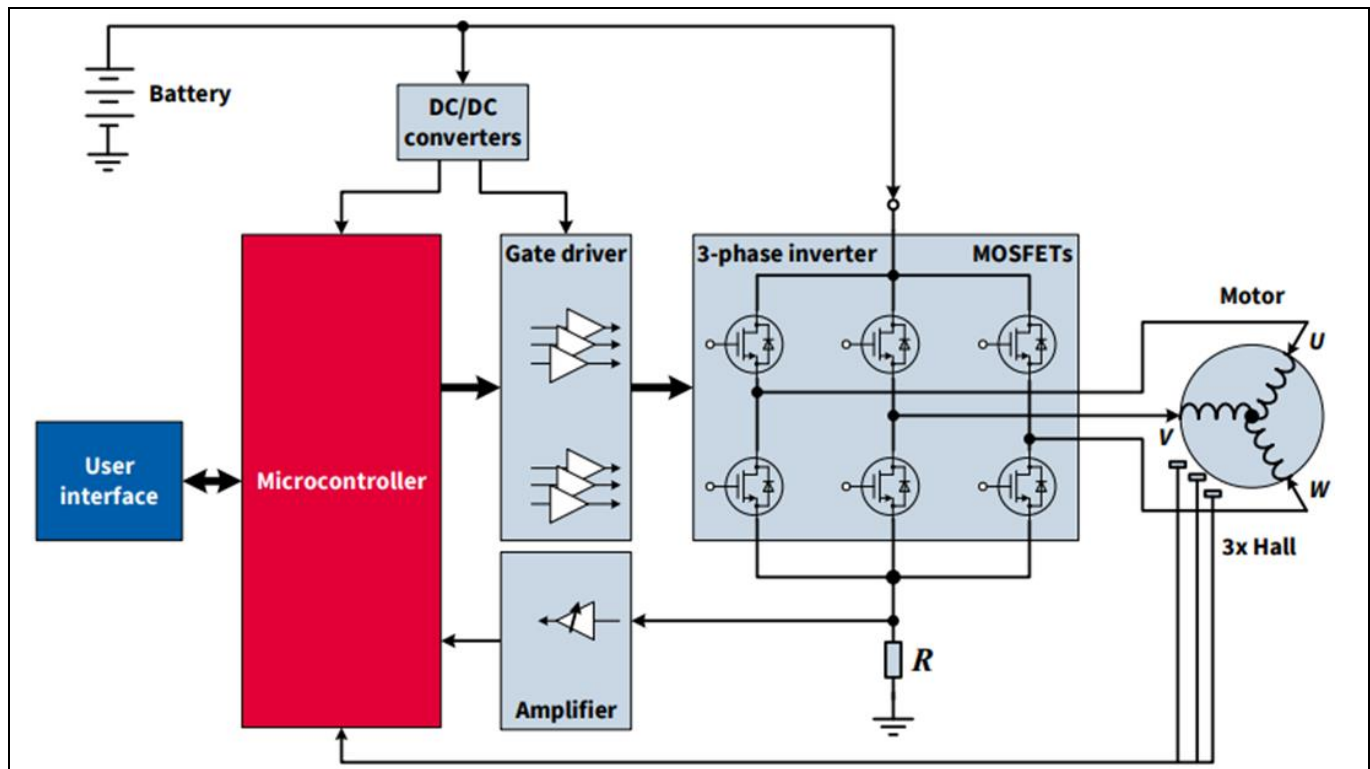 Battery
DC/DC
converters
Gate driver
3-phase inverter
MOSFETs
Motor
U
V
W
User
interface
Microcontroller
3x Hall
R
Amplifier